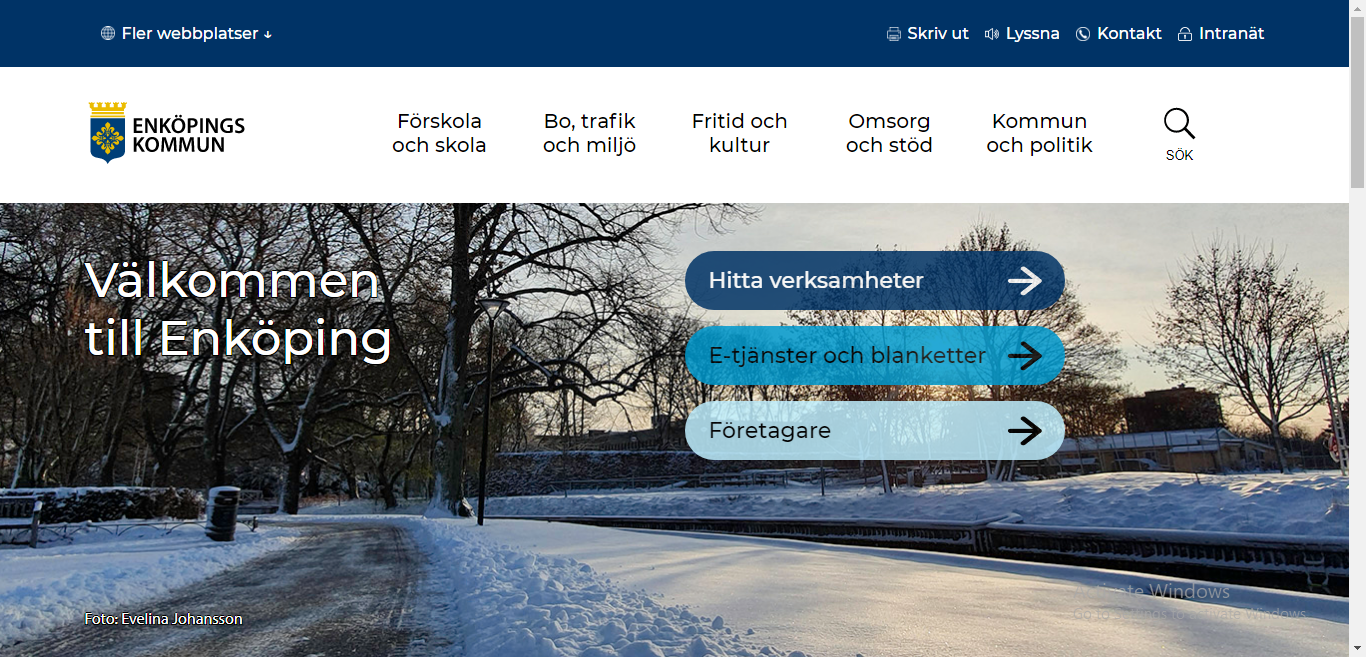 Fler webbplatser ↓
Skriv ut
Lyssna
Kontakt
Intranät
ENKÖPINGS
KOMMUN
Förskola
och skola
Bo, trafik
och miljö
Fritid och
kultur
Omsorg
och stöd
Kommun
och politik
SÖK
Välkommen
till Enköping
Hitta verksamheter
E-tjänster och blanketter
Företagare
Foto: Evelina Johansson
Windows
Windows